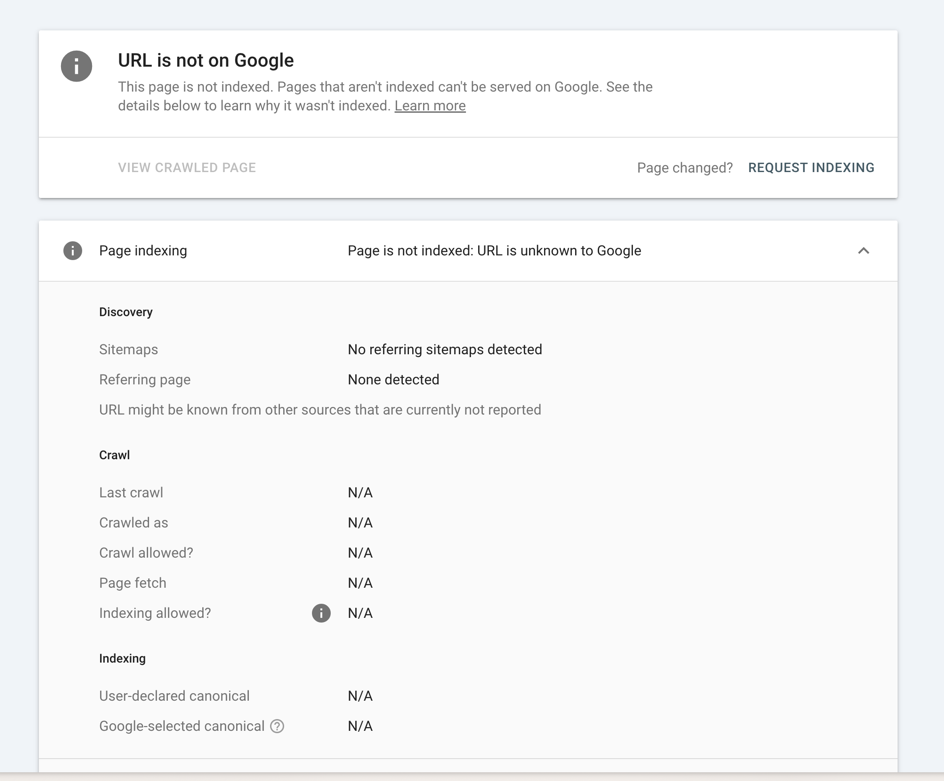 URL is not on Google
This page is not indexed. Pages that aren't indexed can't be served on Google. See the
details below to learn why it wasn't indexed. Learn more
VIEW CRAWLED PAGE
Page changed? REQUEST INDEXING
Page indexing Page is not indexed: URL is unknown to Google
Discovery
Sitemaps No referring sitemaps detected
Referring page None detected
URL might be known from other sources that are currently not reported
Crawl
Last crawl N/A
Crawled as N/A
Crawl allowed? N/A
Page fetch N/A
Indexing allowed? N/A
Indexing
User-declared canonical N/A
Google-selected canonical N/A